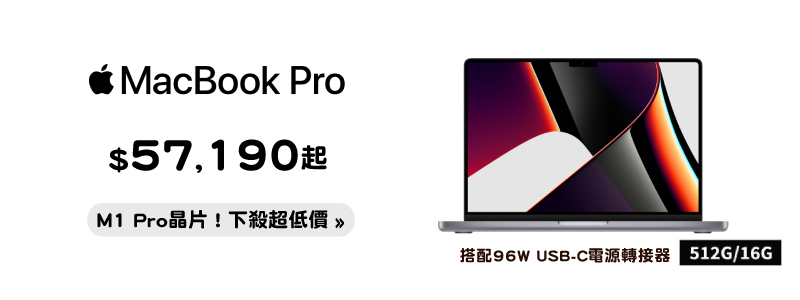 MacBook Pro
$57,190起
M1 Pro晶片！下殺超低價 »
搭配96W USB-C電源轉接器
512G/16G